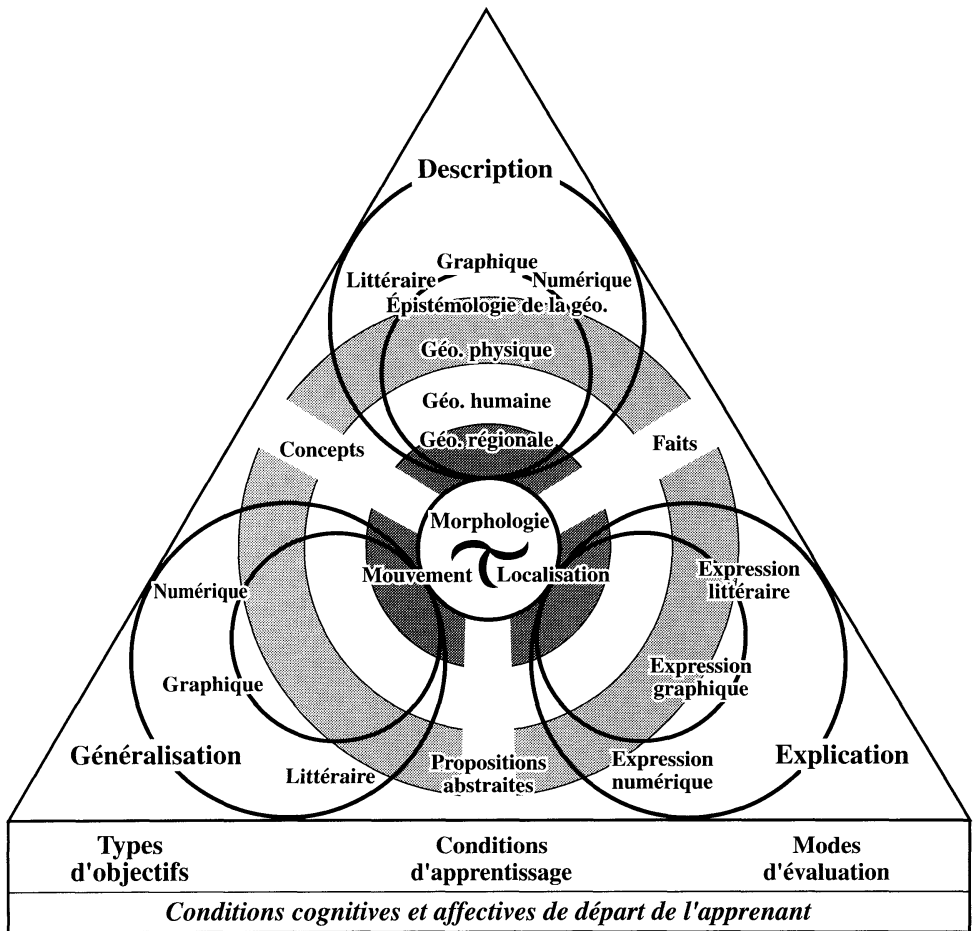 Description
Graphique
Littéraire Numérique
Épistémologie de la géo.
Géo. physique
Géo. humaine
Géo. régionale
Concepts
Faits
Morphologie
Mouvement Localisation
Numérique
Graphique
Littéraire
Généralisation
Propositions
abstraites
Expression
littéraire
Expression
graphique
Expression
numérique
Explication
Types
d'objectifs
Conditions
d'apprentissage
Modes
d'évaluation
Conditions cognitives et affectives de départ de l'apprenant